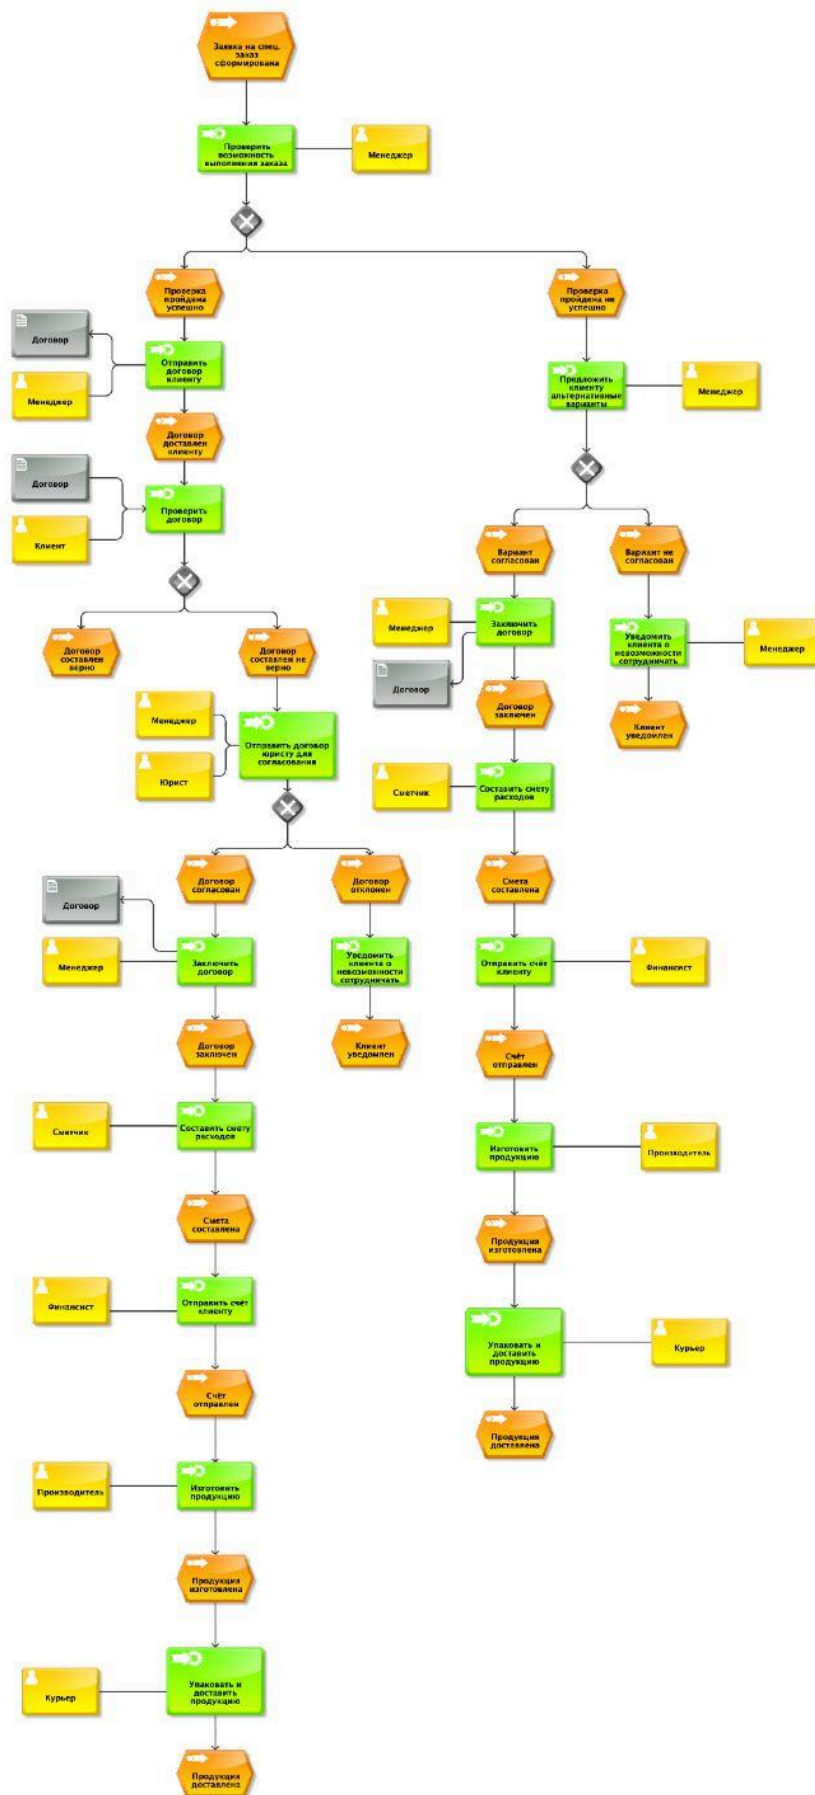 Заявка на спец.
заказ
сформирована
Проверить
возможность
выполнения заказа
Менеджер
Проверка
пройдена
успешно
Проверка
пройдена не
успешно
Договор
Менеджер
Отправить
договор
клиенту
Предложить
клиенту
альтернативные
варианты
Менеджер
Договор
доставлен
клиенту
Договор
Клиент
Проверить
договор
Вариант
согласован
Вариант не
согласован
Договор
составлен
верно
Договор
составлен не
верно
Менеджер
Договор
Заключить
договор
Уведомить
клиента о
невозможности
сотрудничать
Менеджер
Менеджер
Юрист
Отправить договор
юристу для
согласования
Договор
заключен
Клиент
уведомлен
Сметчик
Составить смету
расходов
Договор
согласован
Договор
отклонен
Смета
составлена
Договор
Менеджер
Заключить
договор
Уведомить
клиента о
невозможности
сотрудничать
Отправить счёт
клиенту
Финансист
Договор
заключен
Клиент
уведомлен
Счёт
отправлен
Сметчик
Составить смету
расходов
Изготовить
продукцию
Производитель
Смета
составлена
Продукция
изготовлена
Финансист
Отправить счёт
клиенту
Упаковать и
доставить
продукцию
Курьер
Счёт
отправлен
Продукция
доставлена
Производитель
Изготовить
продукцию
Продукция
изготовлена
Курьер
Упаковать и
доставить
продукцию
Продукция
доставлена